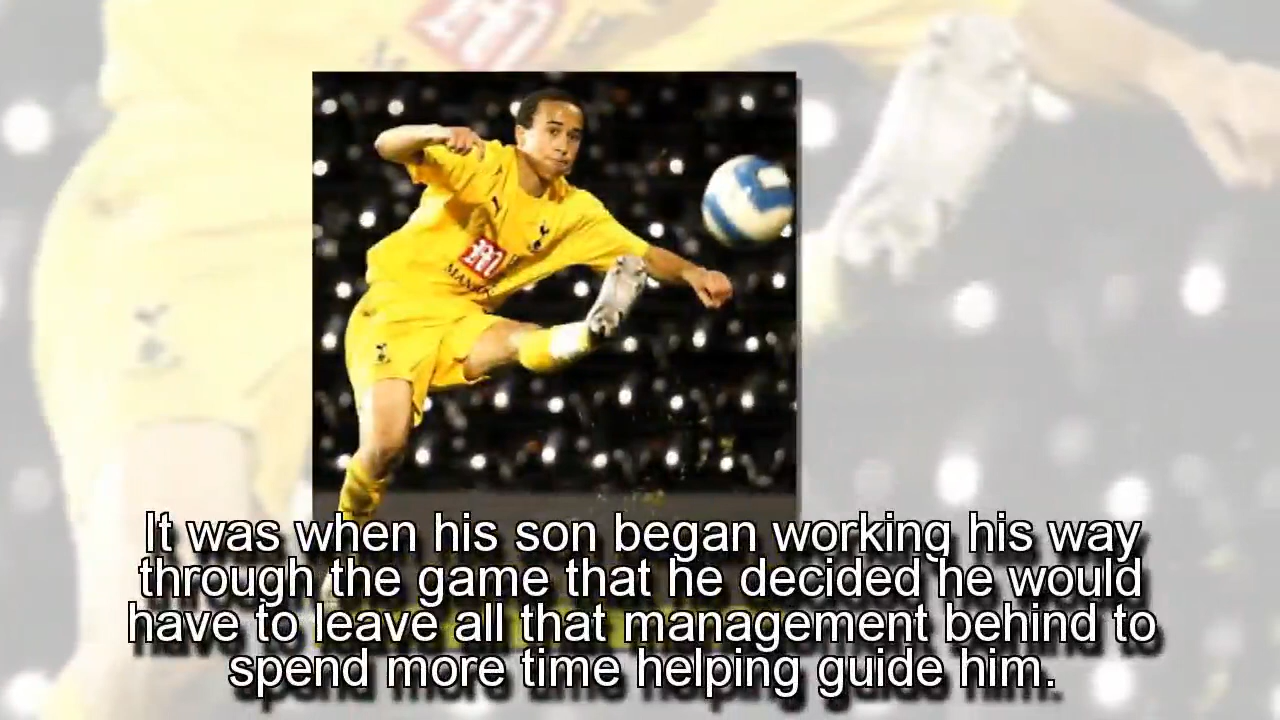 MAN
It was when his son began working his way
through the game that he decided he would
have to leave all that management behind to
spend more time helping guide him.